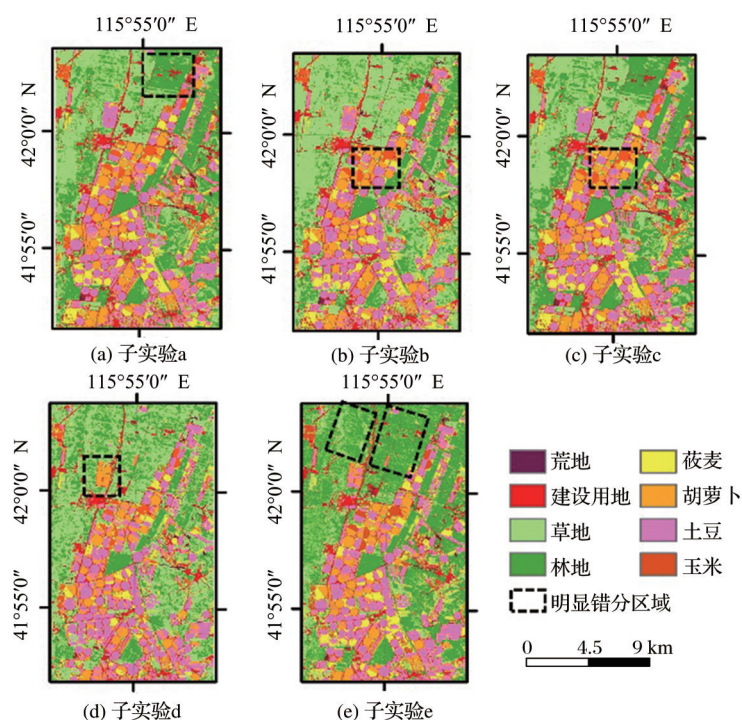 115°55′0″ E
115°55′0″ E
115°55′0″ E
42°0′0″ N
41°55′0″
42°0′0″ N
41°55′0″
42°0′0″ N
41°55′0″
(a) 子实验a
(b) 子实验b
(c) 子实验c
115°55′0″ E
115°55′0″ E
42°0′0″ N
41°55′0″
42°0′0″ N
41°55′0″
(d) 子实验d
(e) 子实验e
荒地
莜麦
建设用地
胡萝卜
草地
土豆
林地
玉米
明显错分区域
0 4.5 9 km